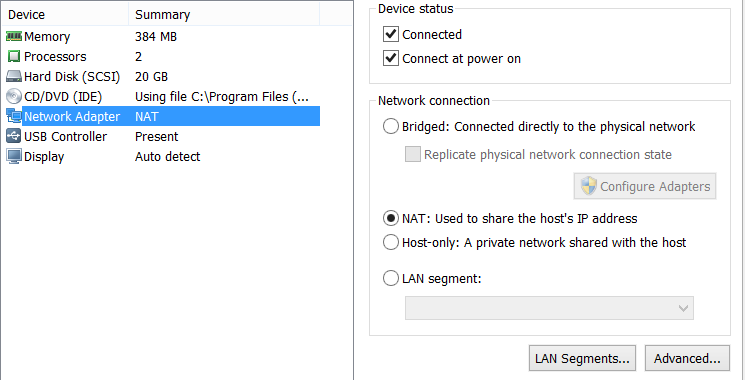 Device Summary
Memory 384 MB
Processors 2
Hard Disk (SCSI) 20 GB
CD/DVD (IDE) Using file C:\Program Files (...
Network Adapter NAT
USB Controller Present
Display Auto detect
Device status
Connected
Connect at power on
Network connection
Bridged: Connected directly to the physical network
Replicate physical network connection state
Configure Adapters
NAT: Used to share the host's IP address
Host-only: A private network shared with the host
LAN segment:
LAN Segments... Advanced...